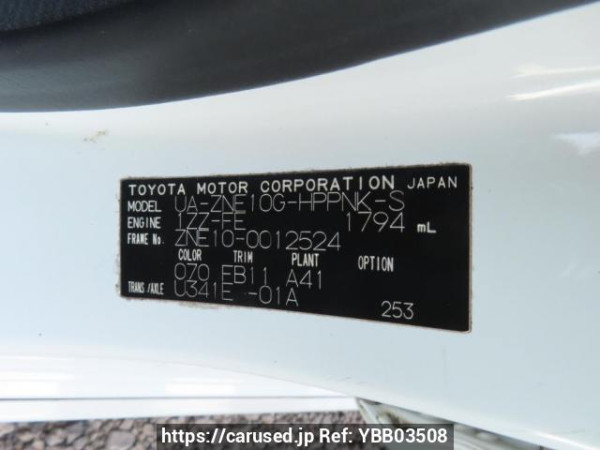 TOYOTA MOTOR CORPORATION JAPAN
MODEL UA-ZNE10G-HPPNK-S
ENGINE 1ZZ-FE 1794 mL
FRAME No. ZNE10-0012524
COLOR TRIM PLANT OPTION
070 FB11 A41
TRANS/AXLE U341E -01A
253
https://carused.jp Ref: YBB03508